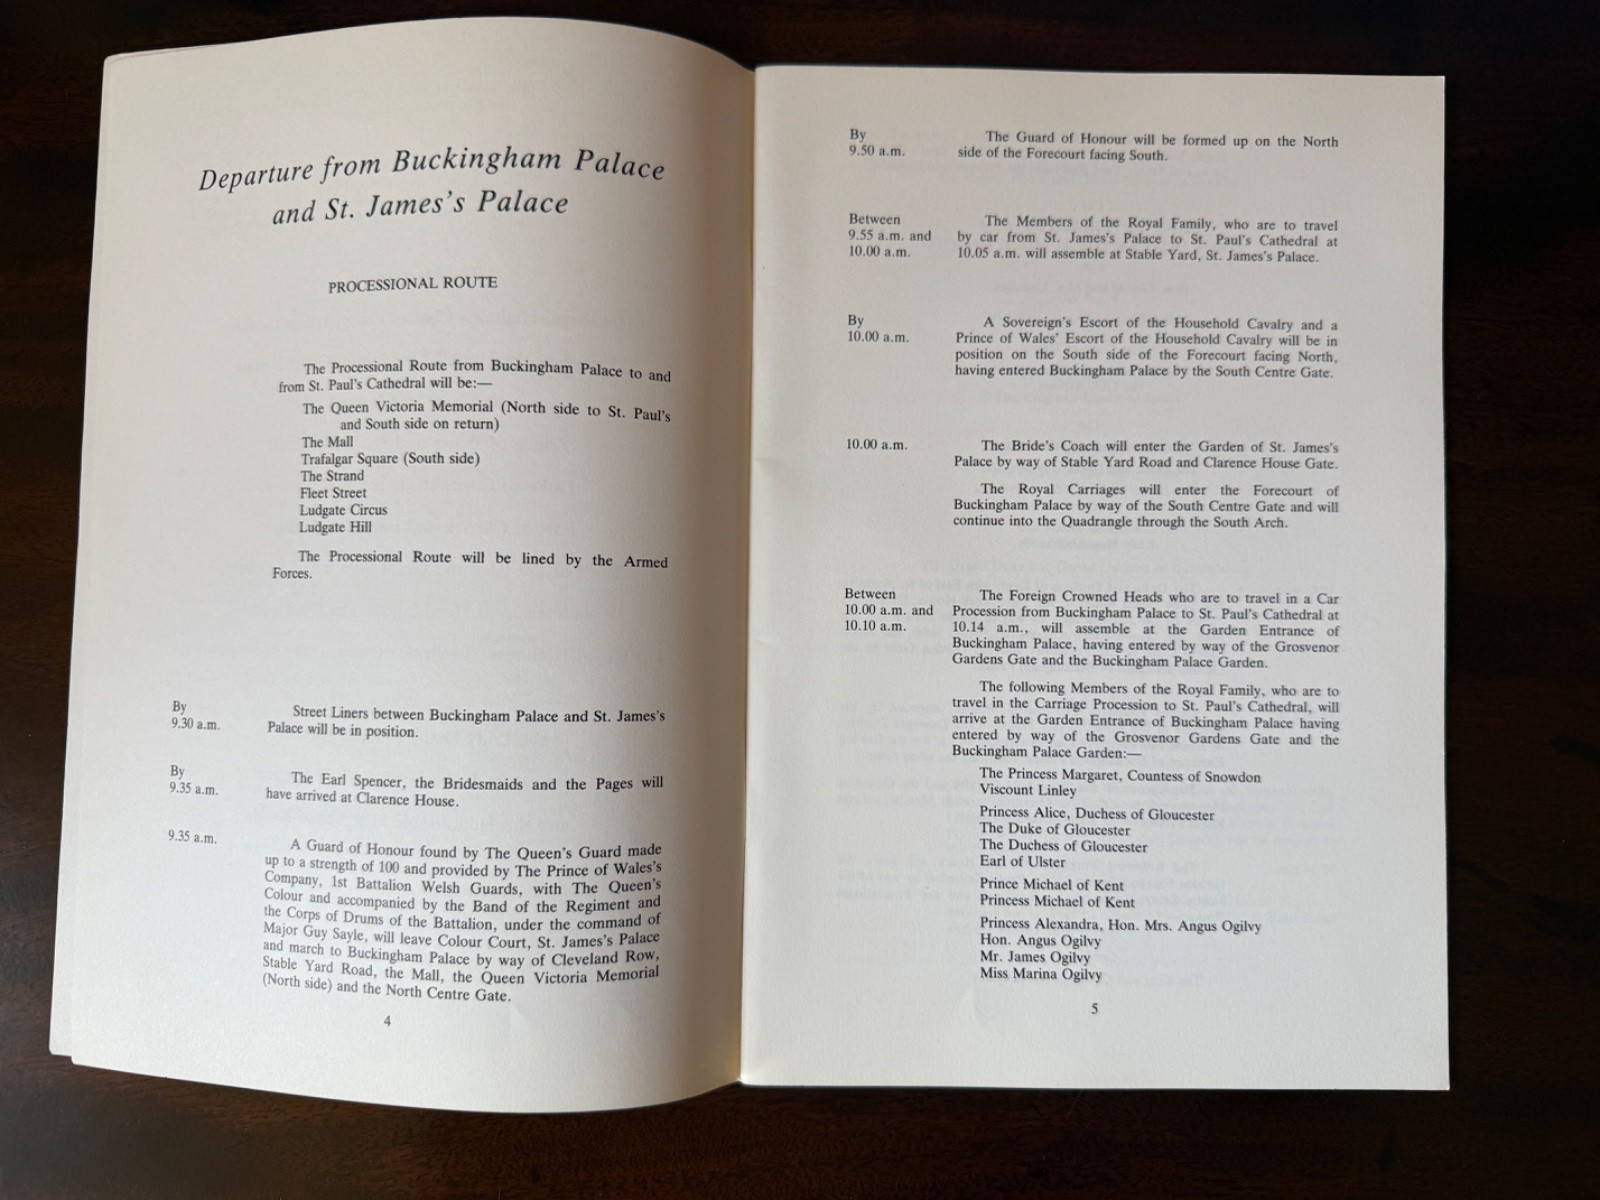 Departure from Buckingham Palace
and St. James's Palace
PROCESSIONAL ROUTE
The Processional Route from Buckingham Palace to and
from St. Paul's Cathedral will be:—
The Queen Victoria Memorial (North side to St. Paul's
and South side on return)
The Mall
Trafalgar Square (South side)
The Strand
Fleet Street
Ludgate Circus
Ludgate Hill
The Processional Route will be lined by the Armed
Forces.
By
9.30 a.m.
Street Liners between Buckingham Palace and St. James's
Palace will be in position.
By
9.35 a.m.
The Earl Spencer, the Bridesmaids and the Pages will
have arrived at Clarence House.
9.35 a.m.
A Guard of Honour found by The Queen's Guard made
up to a strength of 100 and provided by The Prince of Wales's
Company, 1st Battalion Welsh Guards, with The Queen's
Colour and accompanied by the Band of the Regiment and
the Corps of Drums of the Battalion, under the command of
Major Guy Sayle, will leave Colour Court, St. James's Palace
and march to Buckingham Palace by way of Cleveland Row,
Stable Yard Road, the Mall, the Queen Victoria Memorial
(North side) and the North Centre Gate.
4
By
9.50 a.m.
The Guard of Honour will be formed up on the North
side of the Forecourt facing South.
Between
9.55 a.m. and
10.00 a.m.
The Members of the Royal Family, who are to travel
by car from St. James's Palace to St. Paul's Cathedral at
10.05 a.m. will assemble at Stable Yard, St. James's Palace.
By
10.00 a.m.
A Sovereign's Escort of the Household Cavalry and a
Prince of Wales' Escort of the Household Cavalry will be in
position on the South side of the Forecourt facing North,
having entered Buckingham Palace by the South Centre Gate.
10.00 a.m.
The Bride's Coach will enter the Garden of St. James's
Palace by way of Stable Yard Road and Clarence House Gate.
The Royal Carriages will enter the Forecourt of
Buckingham Palace by way of the South Centre Gate and will
continue into the Quadrangle through the South Arch.
Between
10.00 a.m. and
10.10 a.m.
The Foreign Crowned Heads who are to travel in a Car
Procession from Buckingham Palace to St. Paul's Cathedral at
10.14 a.m., will assemble at the Garden Entrance of
Buckingham Palace, having entered by way of the Grosvenor
Gardens Gate and the Buckingham Palace Garden.
The following Members of the Royal Family, who are to
travel in the Carriage Procession to St. Paul's Cathedral, will
arrive at the Garden Entrance of Buckingham Palace having
entered by way of the Grosvenor Gardens Gate and the
Buckingham Palace Garden:—
The Princess Margaret, Countess of Snowdon
Viscount Linley
Princess Alice, Duchess of Gloucester
The Duke of Gloucester
The Duchess of Gloucester
Earl of Ulster
Prince Michael of Kent
Princess Michael of Kent
Princess Alexandra, Hon. Mrs. Angus Ogilvy
Hon. Angus Ogilvy
Mr. James Ogilvy
Miss Marina Ogilvy
5